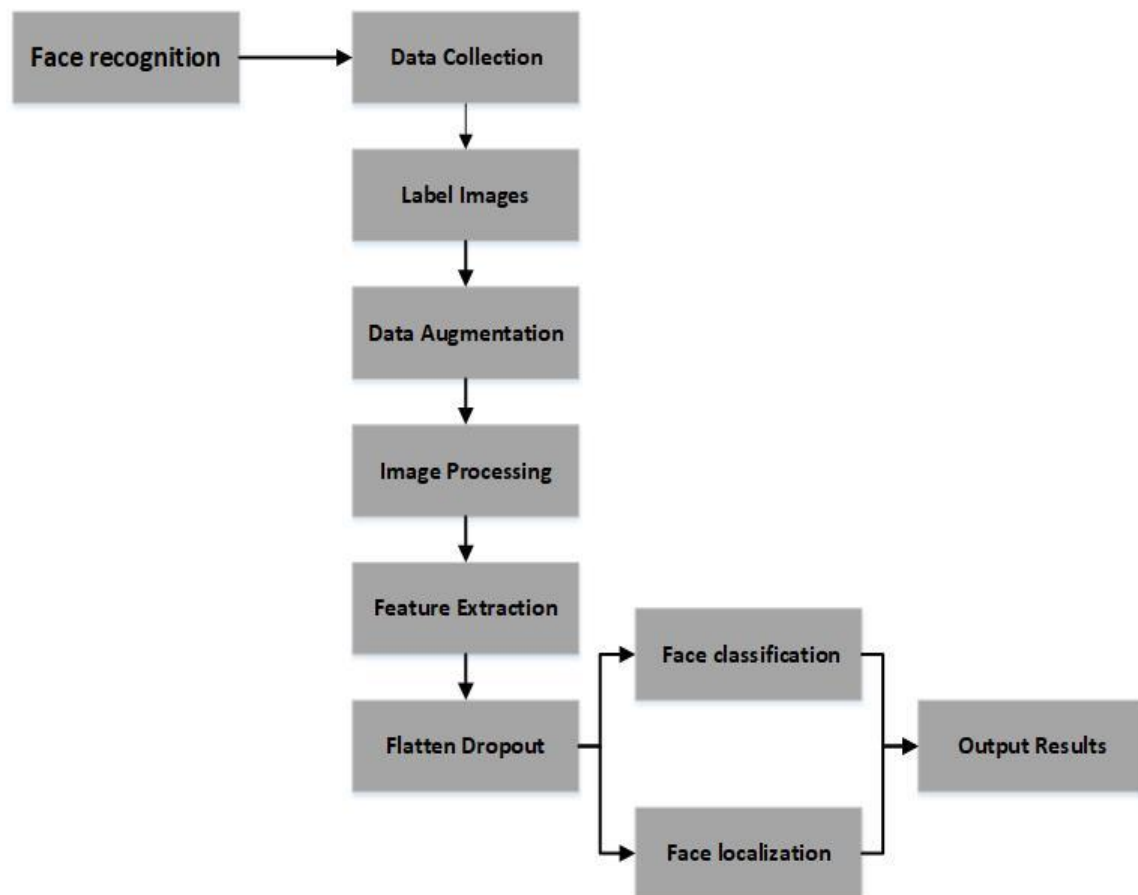 Face recognition
Data Collection
Label Images
Data Augmentation
Image Processing
Feature Extraction
Flatten Dropout
Face classification
Face localization
Output Results